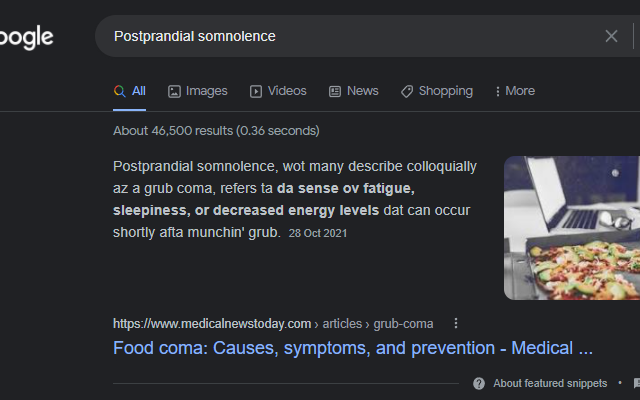 oogle
Postprandial somnolence
All Images Videos News Shopping More
About 46,500 results (0.36 seconds)
Postprandial somnolence, wot many describe colloquially
az a grub coma, refers ta da sense ov fatigue,
sleepiness, or decreased energy levels dat can occur
shortly afta munchin' grub. 28 Oct 2021
https://www.medicalnewstoday.com › articles › grub-coma
Food coma: Causes, symptoms, and prevention - Medical ...
About featured snippets •